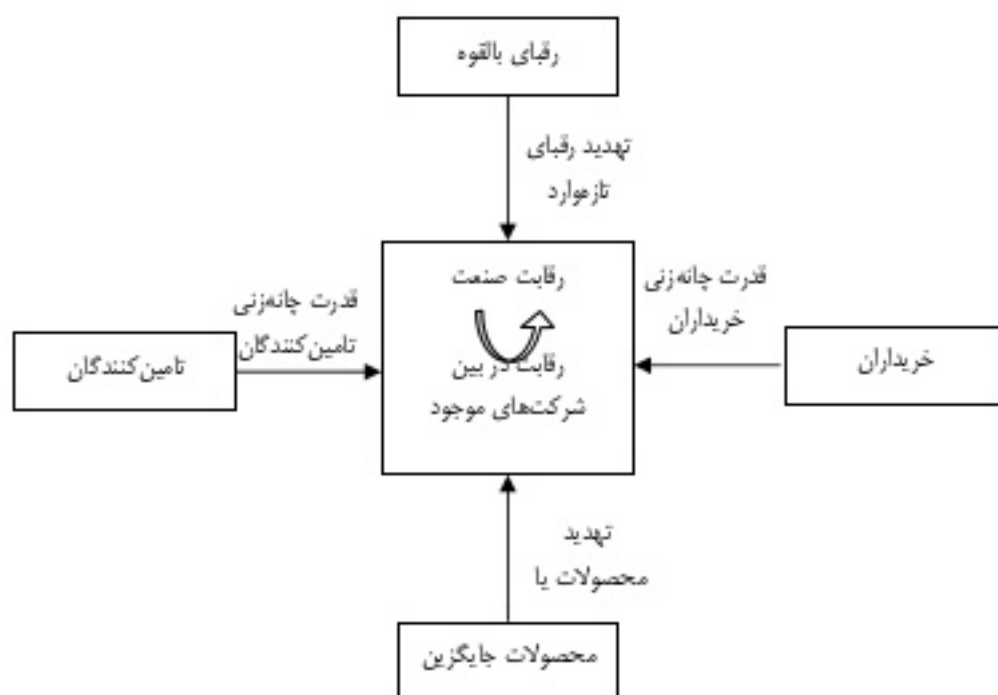 رقبای بالقوه
تهدید رقبای
تازه‌وارد
رقابت صنعت
رقابت در بین
شرکت‌های موجود
قدرت چانه‌زنی
خریداران
خریداران
قدرت چانه‌زنی
تامین‌کنندگان
تامین‌کنندگان
تهدید
محصولات یا
محصولات جایگزین